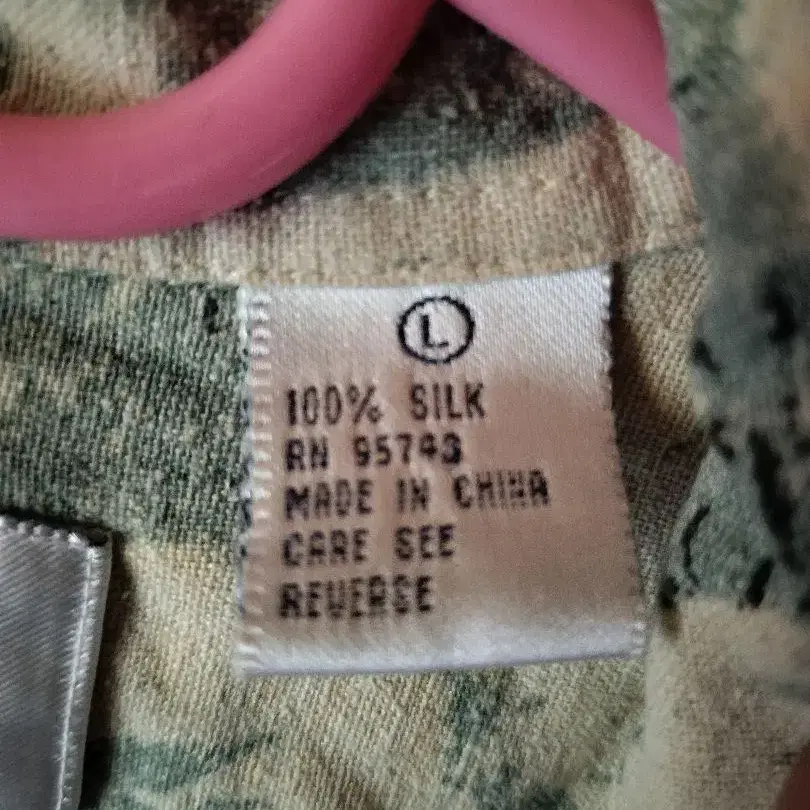 L
100% SILK
RN 95743
MADE IN CHINA
CARE SEE
REVERSE